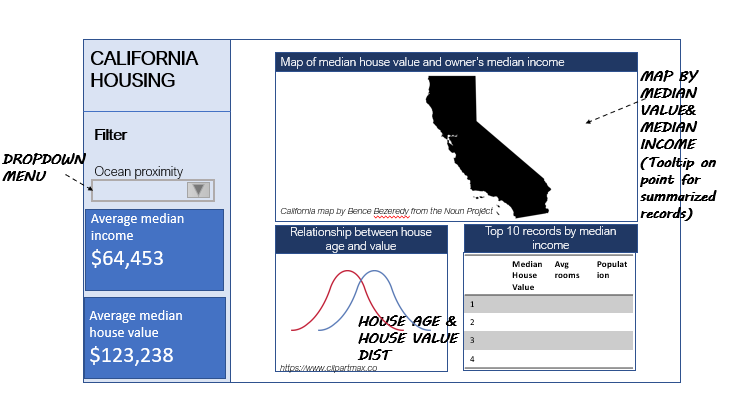 CALIFORNIA
HOUSING
Filter
Ocean proximity
DROPDOWN
MENU
Average median
income
$64,453
Average median
house value
$123,238
Map of median house value and owner's median income
California map by Bence Bezeredy from the Noun Project
MAP BY
MEDIAN
VALUE&
MEDIAN
INCOME
(Tooltip on
point for
summarized
records)
Relationship between house
age and value
HOUSE AGE &
HOUSE VALUE
DIST
https://www.clipartmax.co
Top 10 records by median
income
Median
House
Value
Avg
rooms
Populat
ion
1
2
3
4